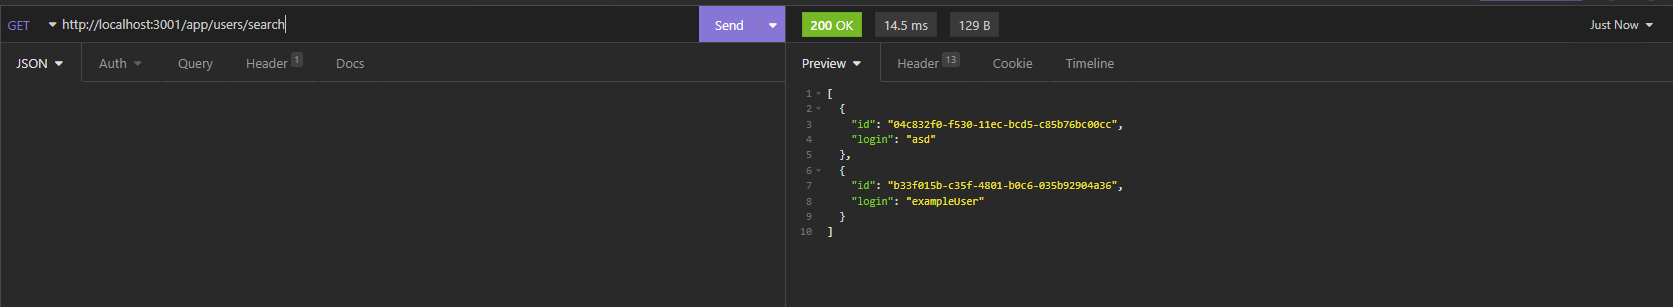 GET http://localhost:3001/app/users/search Send 200 OK 14.5 ms 129 B Just Now
JSON Auth Query Header 1 Docs Preview Header 13 Cookie Timeline
1 [
2 {
3 "id": "04c832f0-f530-11ec-bcd5-c85b76bc00cc",
4 "login": "asd"
5 },
6 {
7 "id": "b33f015b-c35f-4801-b0c6-035b92904a36",
8 "login": "exampleUser"
9 }
10 ]